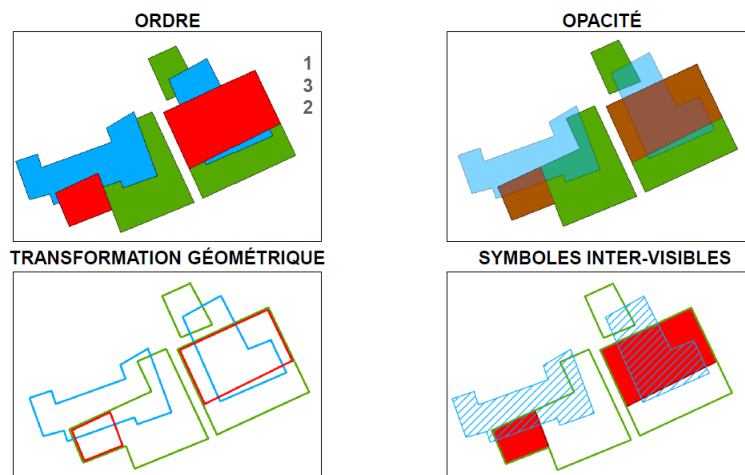 ORDRE
OPACITÉ
1
3
2
TRANSFORMATION GÉOMÉTRIQUE
SYMBOLES INTER-VISIBLES